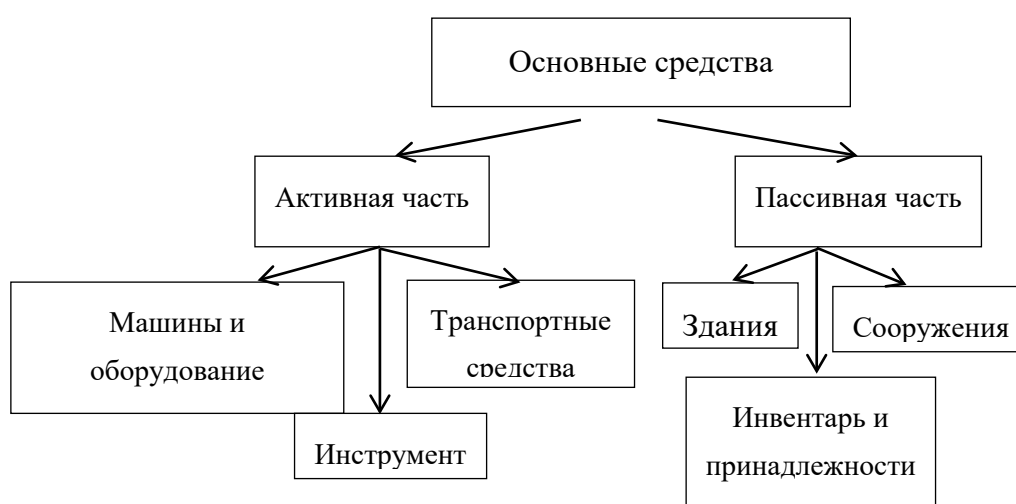 Основные средства
Активная часть
Пассивная часть
Машины и
оборудование
Транспортные
средства
Здания
Сооружения
Инструмент
Инвентарь и
принадлежности